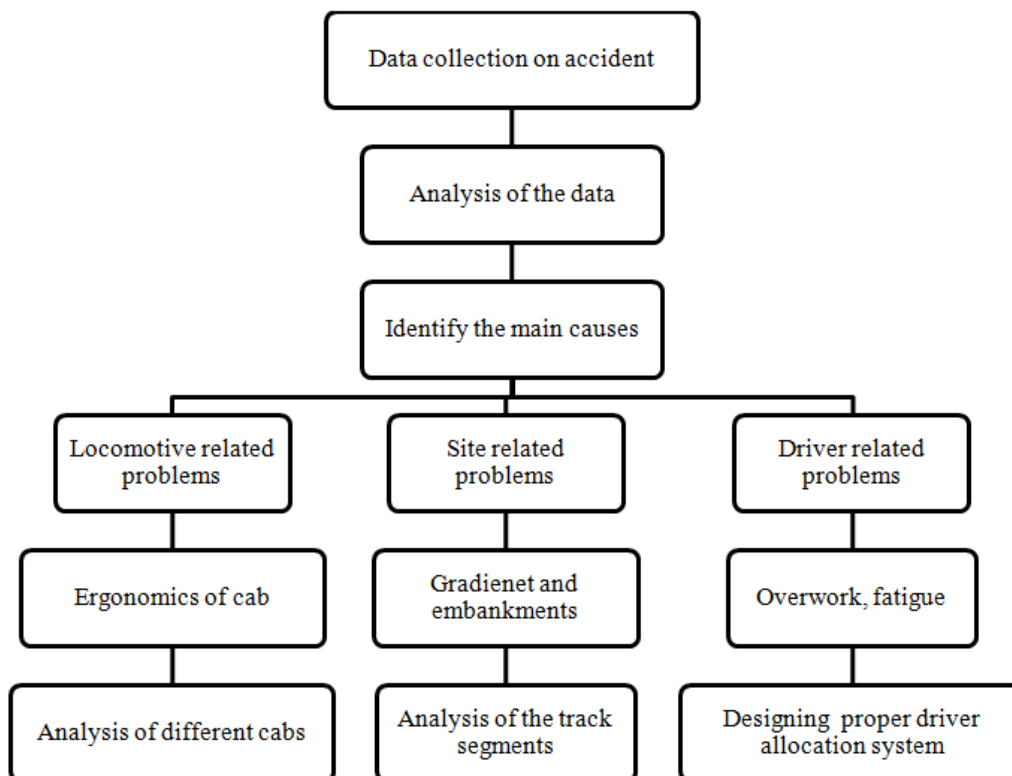 Data collection on accident
Analysis of the data
Identify the main causes
Locomotive related
problems
Site related
problems
Driver related
problems
Ergonomics of cab
Gradienet and
embankments
Overwork, fatigue
Analysis of different cabs
Analysis of the track
segments
Designing proper driver
allocation system